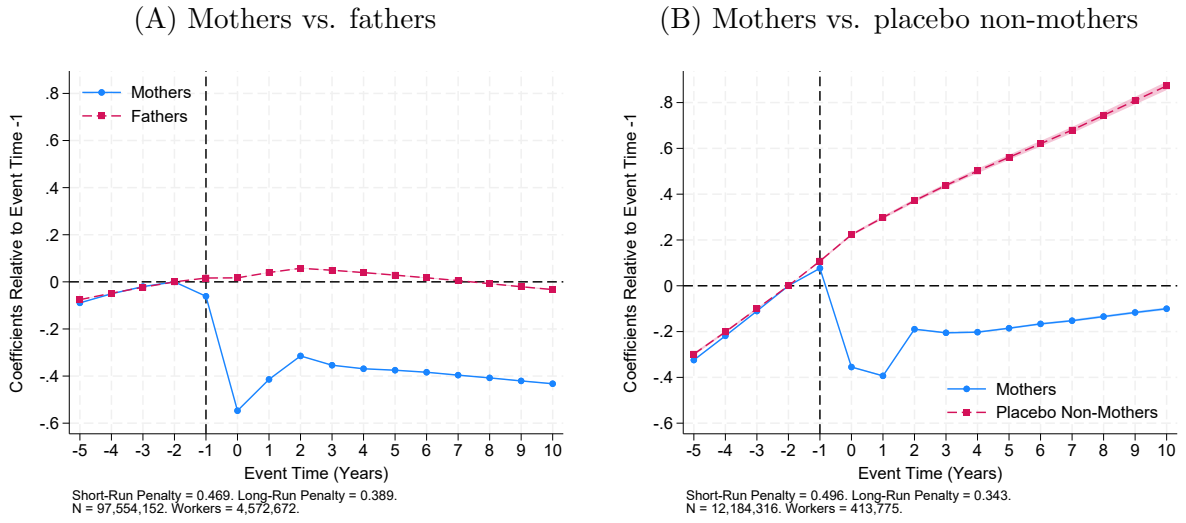 (A) Mothers vs. fathers
Coefficients Relative to Event Time -1
.8
.6
.4
.2
0
-.2
-.4
-.6
Mothers
Fathers
-5 -4 -3 -2 -1 0 1 2 3 4 5 6 7 8 9 10
Event Time (Years)
Short-Run Penalty = 0.469. Long-Run Penalty = 0.389.
N = 97,554,152. Workers = 4,572,672.
(B) Mothers vs. placebo non-mothers
Coefficients Relative to Event Time -1
.8
.6
.4
.2
0
-.2
-.4
-.6
Mothers
Placebo Non-Mothers
-5 -4 -3 -2 -1 0 1 2 3 4 5 6 7 8 9 10
Event Time (Years)
Short-Run Penalty = 0.496. Long-Run Penalty = 0.343.
N = 12,184,316. Workers = 413,775.